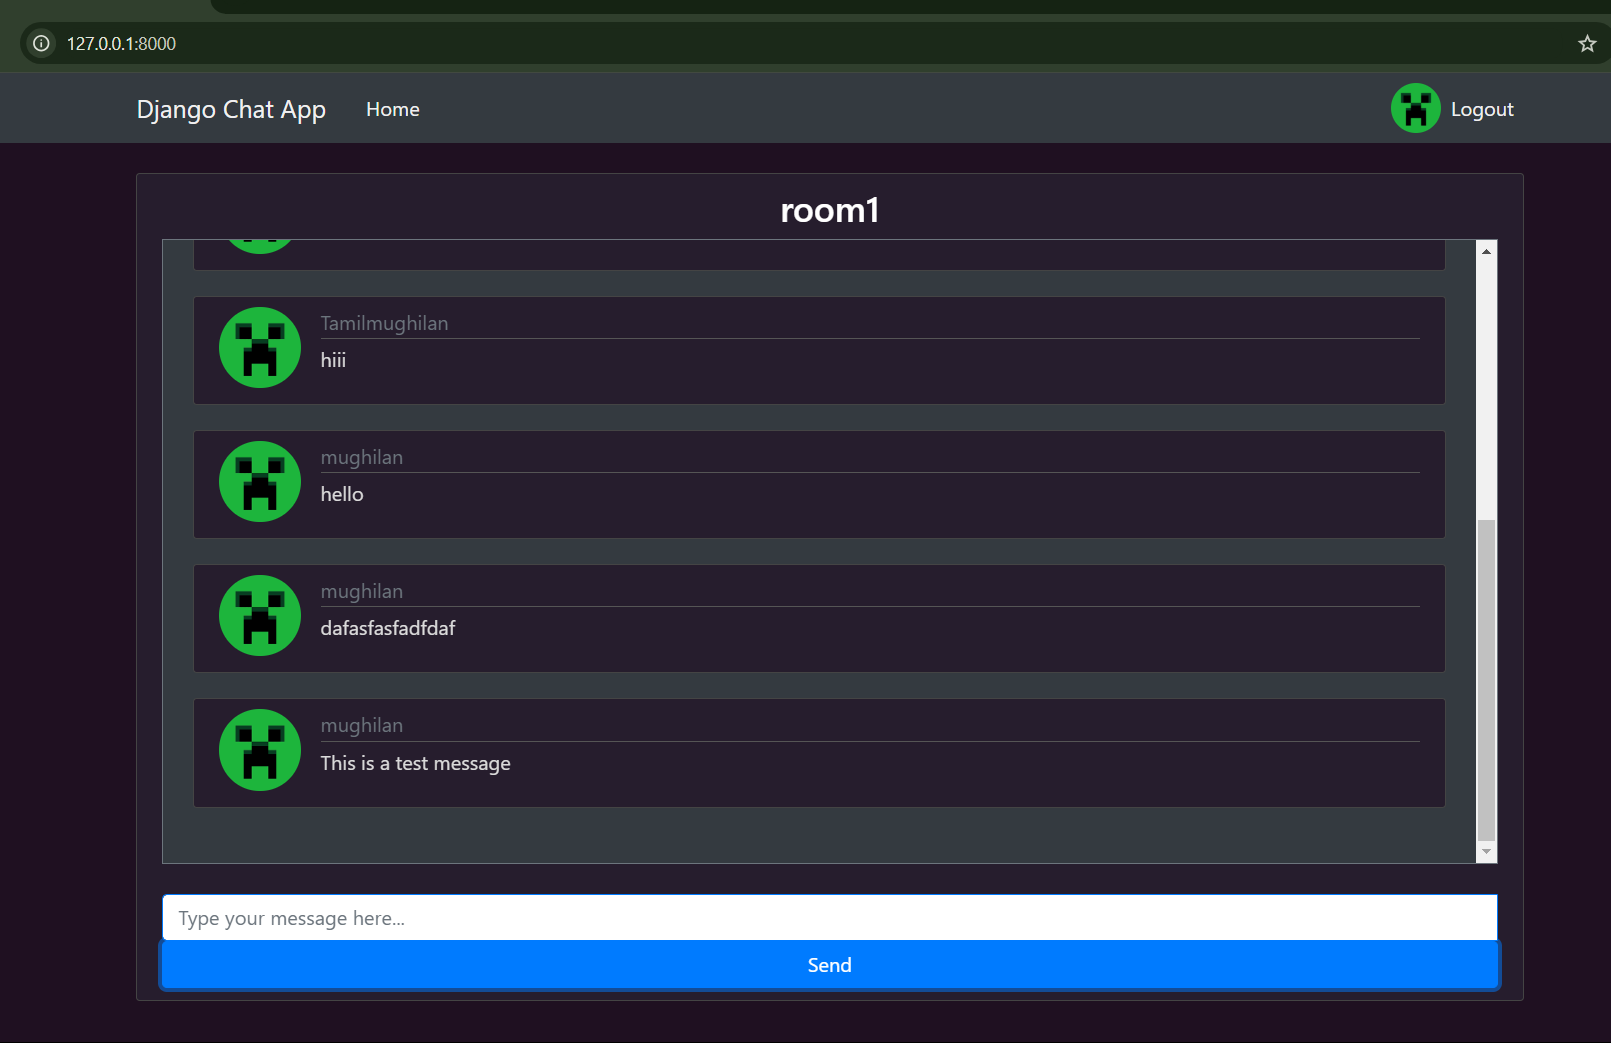 127.0.0.1:8000
Django Chat App Home Logout
room1
Tamilmughilan
hiii
mughilan
hello
mughilan
dafasfasfadfdaf
mughilan
This is a test message
Type your message here...
Send